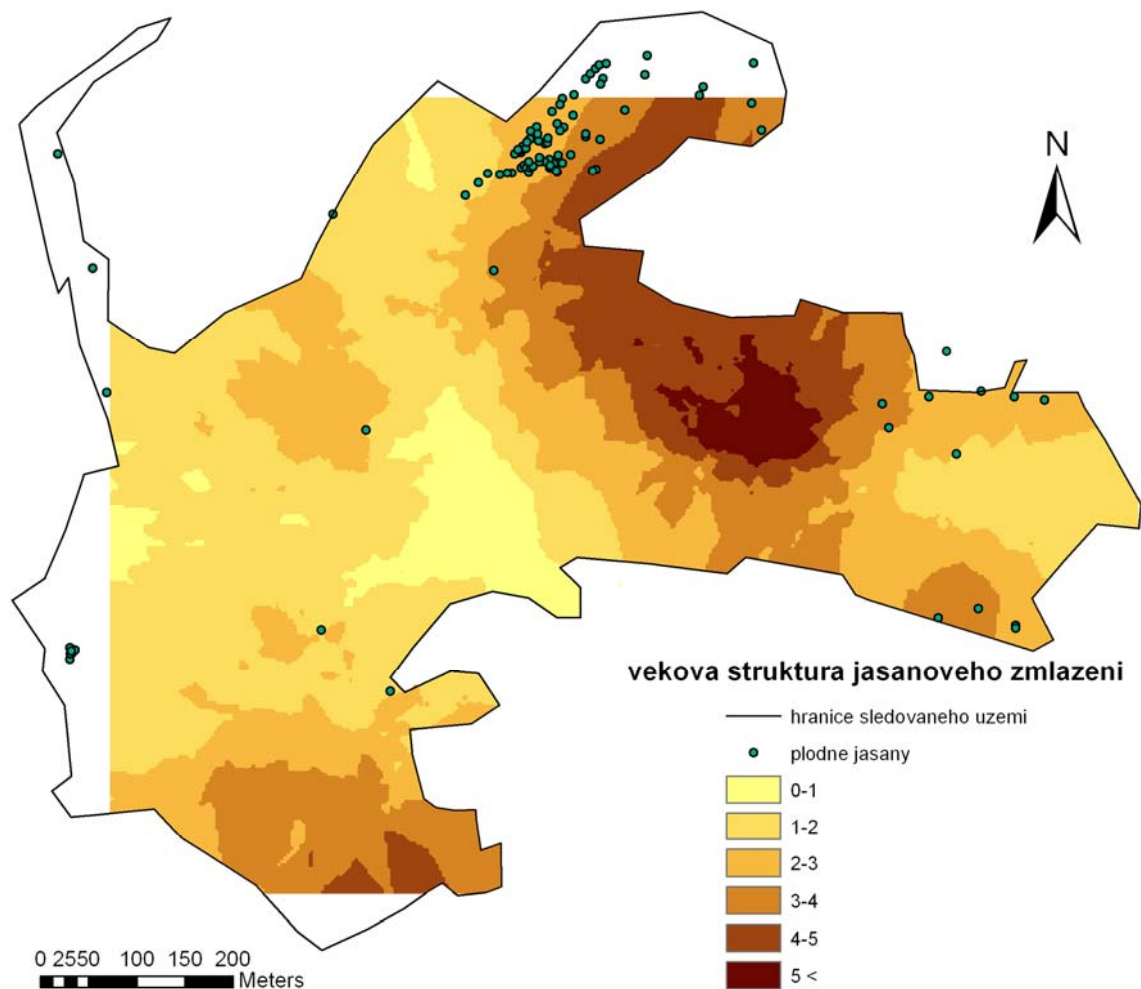 N
vekova struktura jasanoveho zmlazeni
hranice sledovaneho uzemi
plodne jasany
0-1
1-2
2-3
3-4
4-5
5 <
0 2550 100 150 200
Meters